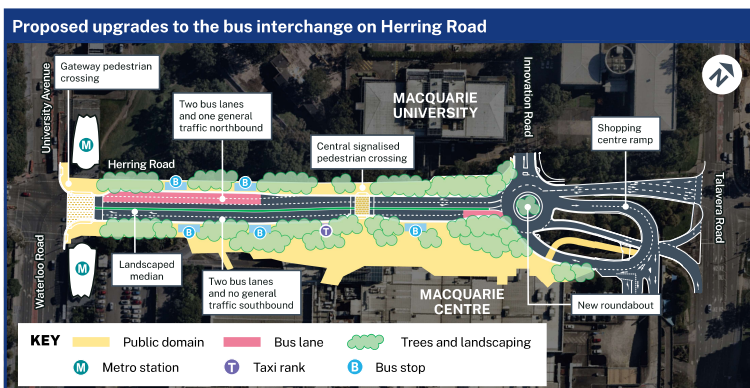 Proposed upgrades to the bus interchange on Herring Road
Gateway pedestrian
crossing
University Avenue
Two bus lanes
and one general
traffic northbound
MACQUARIE
UNIVERSITY
Innovation Road
Shopping
centre ramp
M
Herring Road
Central signalised
pedestrian crossing
B
B
Talavera Road
B
B
T
B
Waterloo Road
M
Landscaped
median
Two bus lanes
and no general
traffic southbound
MACQUARIE
CENTRE
New roundabout
KEY
Public domain
Bus lane
Trees and landscaping
M
Metro station
T
Taxi rank
B
Bus stop
N